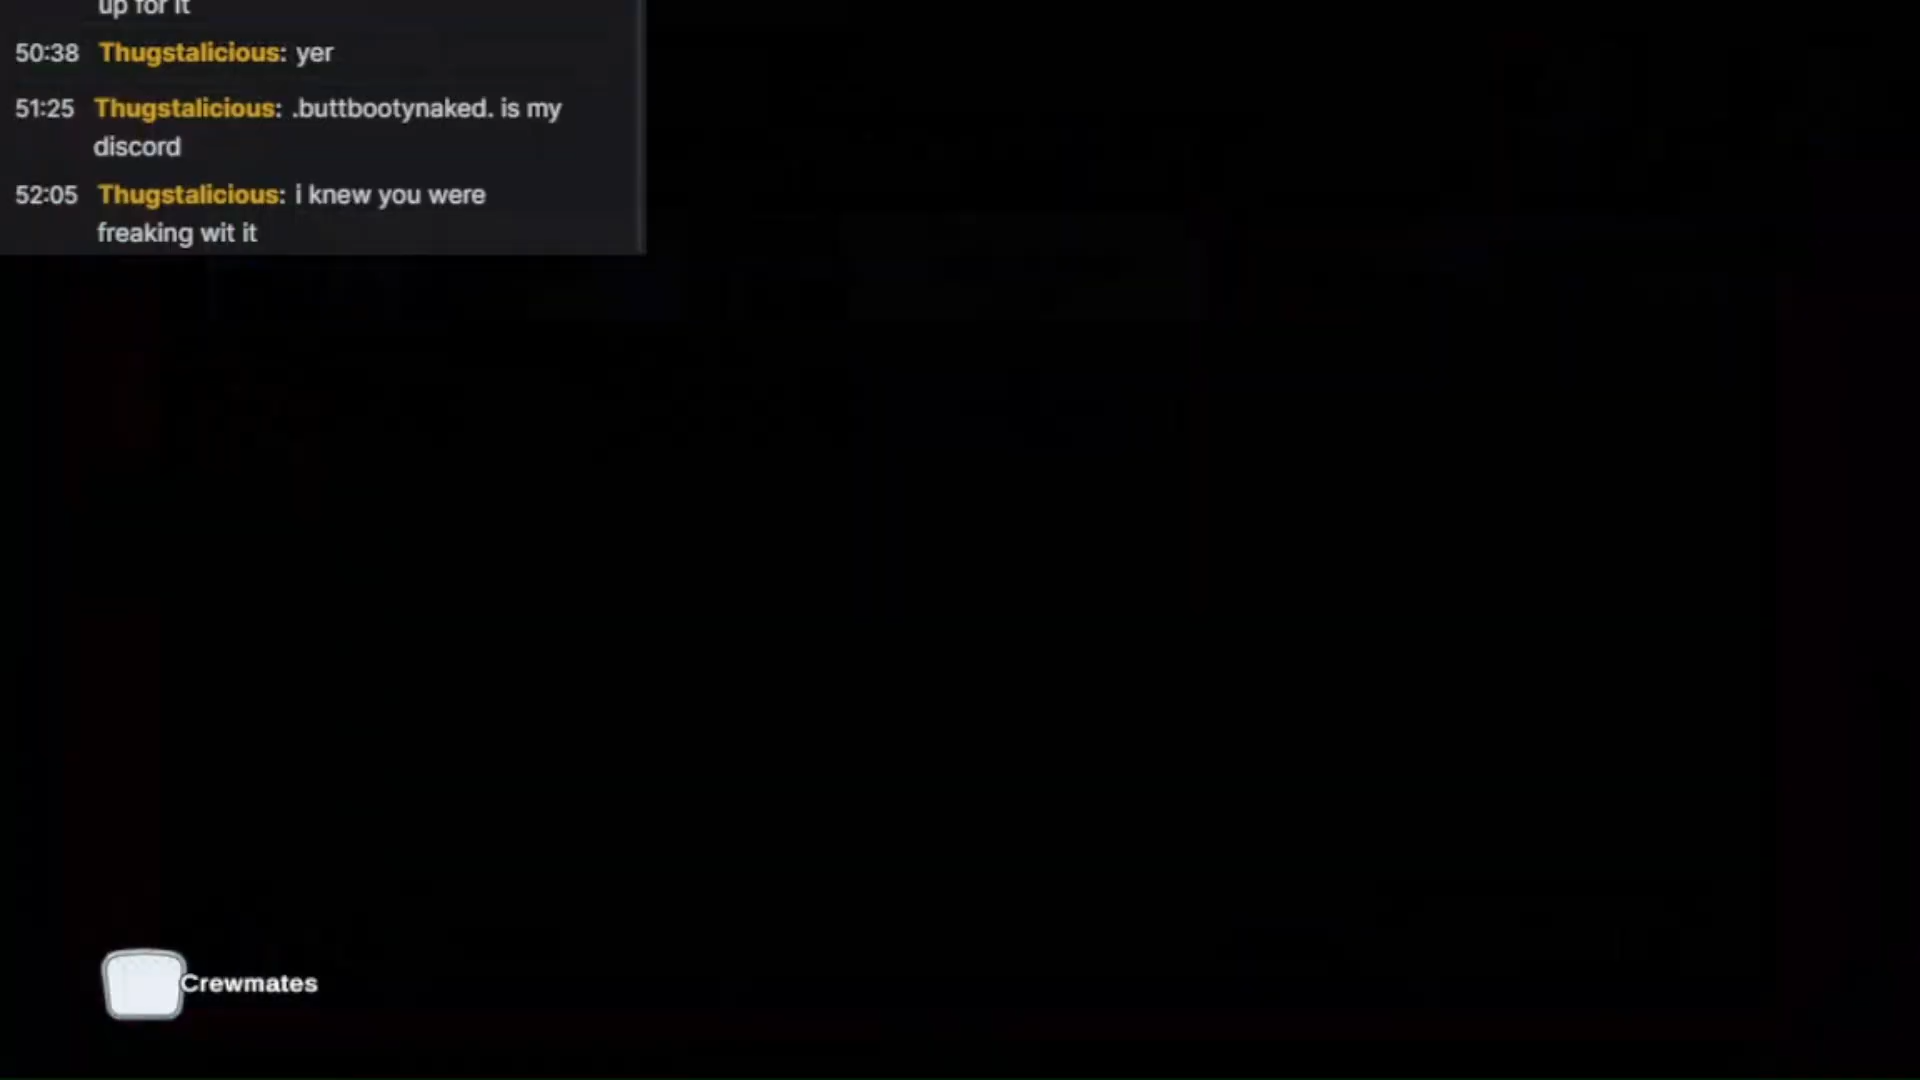 up for it
50:38 Thugstalicious: yer
51:25 Thugstalicious: .buttbootynaked. is my
discord
52:05 Thugstalicious: i knew you were
freaking wit it
Crewmates